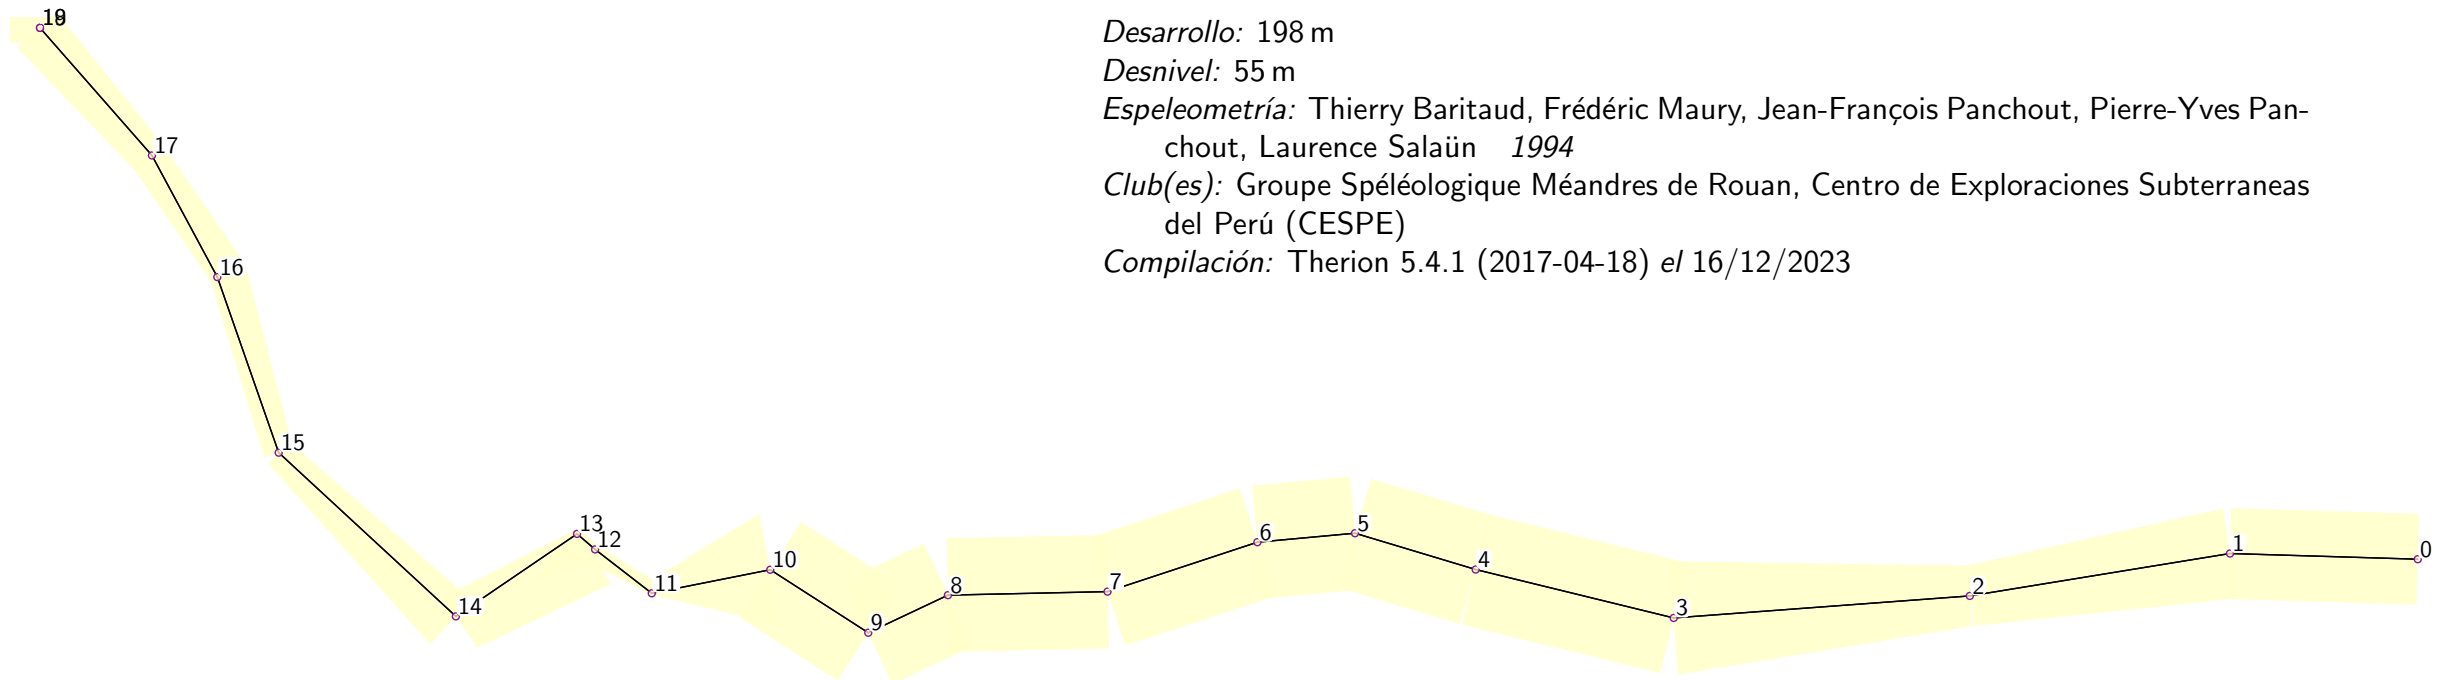 Desarrollo: 198 m
Desnivel: 55 m
Espeleometría: Thierry Baritaud, Frédéric Maury, Jean-François Panchout, Pierre-Yves Pan-
chout, Laurence Salaün 1994
Club(es): Groupe Spéléologique Méandres de Rouan, Centro de Exploraciones Subterraneas
del Perú (CESPE)
Compilación: Therion 5.4.1 (2017-04-18) el 16/12/2023
19
17
16
15
14
13
12
11
10
9
8
7
6
5
4
3
2
1
0